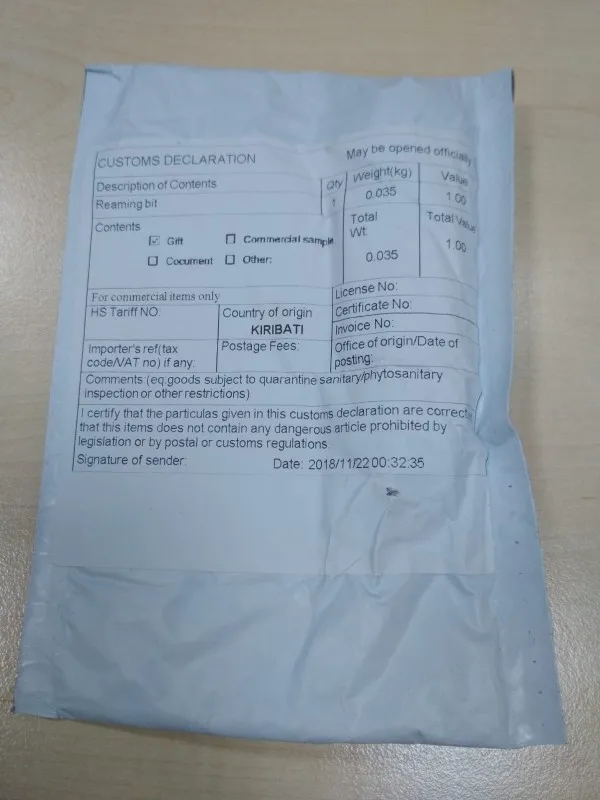 CUSTOMS DECLARATION
May be opened officially
Description of Contents
Qty
Weight(kg)
Value
Reaming bit
1
0.035
1.00
Contents
Gift
Commercial sample
Cocument
Other:
Total
Wt.
0.035
Total Value
1.00
For commercial items only
HS Tariff NO:
Country of origin
KIRIBATI
License No:
Certificate No:
Invoice No:
Importer's ref(tax
code/VAT no) if any:
Postage Fees:
Office of origin/Date of
posting:
Comments (eq:goods subject to quarantine sanitary/phytosanitary
inspection or other restrictions)
I certify that the particulas given in this customs declaration are correct
that this items does not contain any dangerous article prohibited by
legislation or by postal or customs regulations
Signature of sender:
Date: 2018/11/22 00:32:35